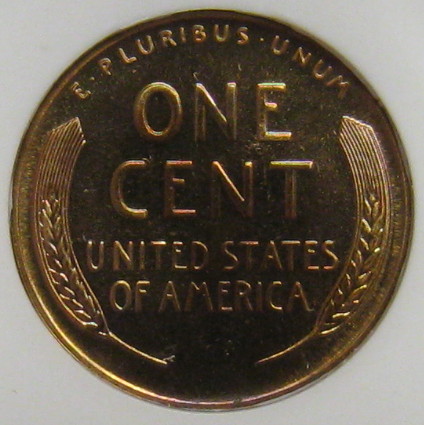 E · PLURIBUS · UNUM
ONE
CENT
UNITED STATES
OF AMERICA